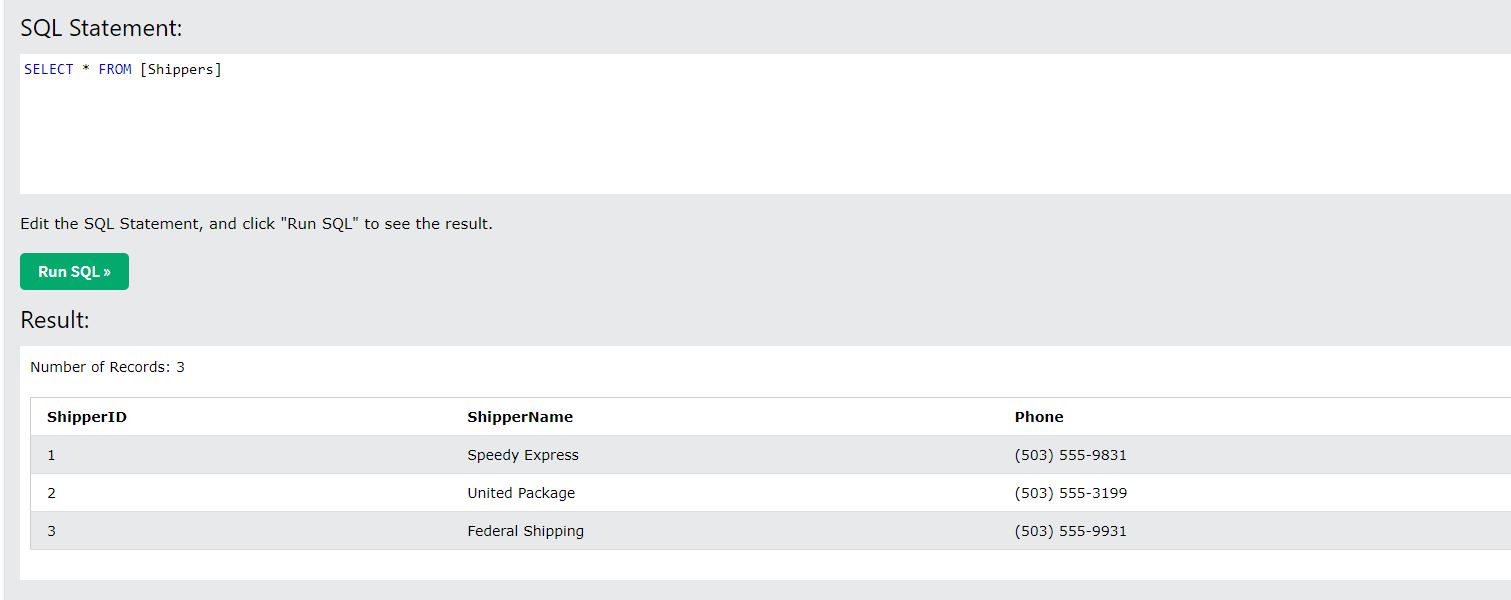 SQL Statement:
SELECT * FROM [Shippers]
Edit the SQL Statement, and click "Run SQL" to see the result.
Run SQL »
Result:
Number of Records: 3
ShipperID ShipperName Phone
1 Speedy Express (503) 555-9831
2 United Package (503) 555-3199
3 Federal Shipping (503) 555-9931